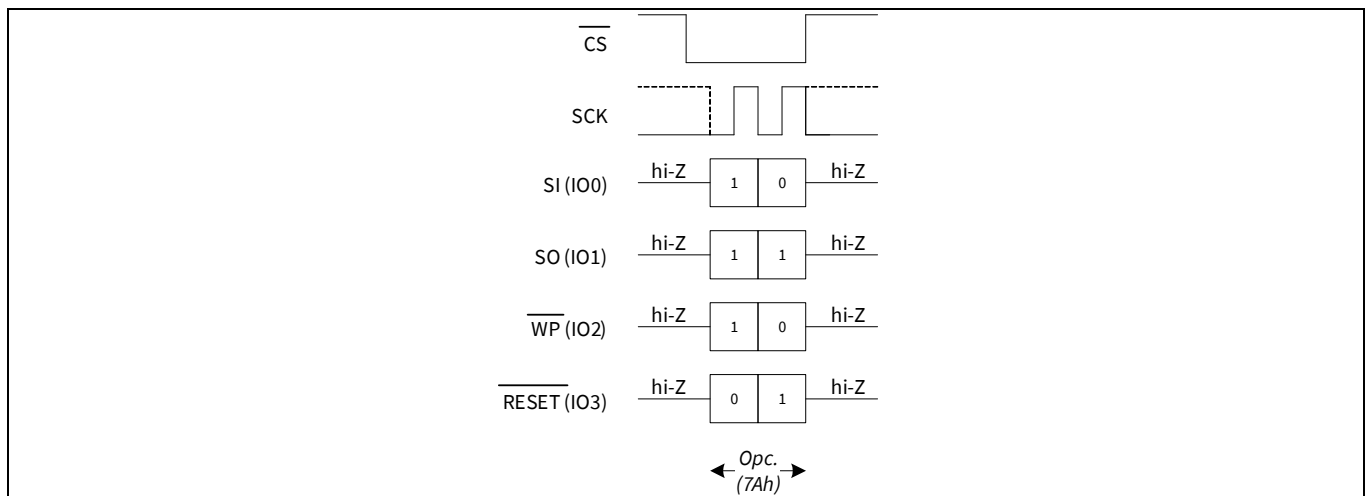 CS
SCK
hi-Z 1 0 hi-Z
SI (IO0)
hi-Z 1 1 hi-Z
SO (IO1)
hi-Z 1 0 hi-Z
WP (IO2)
hi-Z 0 1 hi-Z
RESET (IO3)
Opc.
(7Ah)